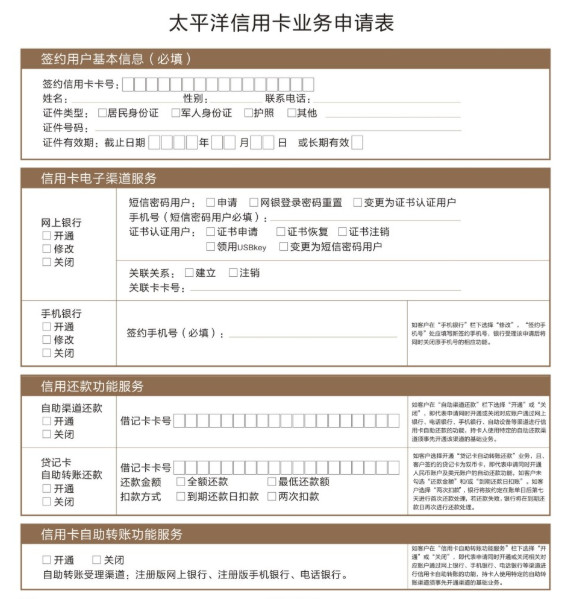 太平洋信用卡业务申请表
签约用户基本信息（必填）
签约信用卡卡号：
姓名： 性别： 联系电话：
证件类型：□居民身份证 □军人身份证 □护照 □其他
证件号码：
证件有效期：截止日期□□□□年□□月□□日 或长期有效□
信用卡电子渠道服务
网上银行
□开通
□修改
□关闭
短信密码用户：□申请 □网银登录密码重置 □变更为证书认证用户
手机号（短信密码用户必填）：
证书认证用户：□证书申请 □证书恢复 □证书注销
□领用USBkey □变更为短信密码用户
关联关系：□建立 □注销
关联卡卡号：
手机银行
□开通
□修改
□关闭
签约手机号（必填）：
如客户在“手机银行”栏下选择“修改”，“签约手
机号”处应填写新签约手机号，银行受理该申请后将
同时关闭原手机号的相应功能。
信用还款功能服务
自助渠道还款
□开通
□关闭
借记卡卡号
如客户在“自助渠道还款”栏下选择“开通”或“关
闭”，即代表申请同时开通或关闭对应账户通过网上银
行、电话银行、手机银行、自助设备等渠道进行信
用卡自助还款的功能，持卡人使用特定的自助还款渠
道须事先开通该渠道的基础业务。
贷记卡
自助转账还款
□开通
□关闭
借记卡卡号
还款金额 □全额还款 □最低还款额
扣款方式 □到期还款日扣款 □两次扣款
如客户选择开通“贷记卡自动转账还款”业务，且
客户签约的贷记卡为双币卡，即代表申请同时开通
人民币账户及美元账户的自动还款功能。如客户未
勾选“还款金额”和/或“到期还款日扣账”。如客
户选择“两次扣款”，银行将按约定在账单日后第七
天进行首次还款处理，若还款失败，银行将在到期还
款日再次进行还款处理。
信用卡自助转账功能服务
□开通 □关闭
自助转账受理渠道：注册版网上银行、注册版手机银行、电话银行。
如客户在“信用卡自助转账功能服务”栏下选择“开
通”或“关闭”，即代表申请同时开通或关闭相关对
应账户通过网上银行、手机银行、电话银行等渠道进
行信用卡自助转账的功能，持卡人使用特定的自助转
账渠道须事先开通该渠道的基础业务。